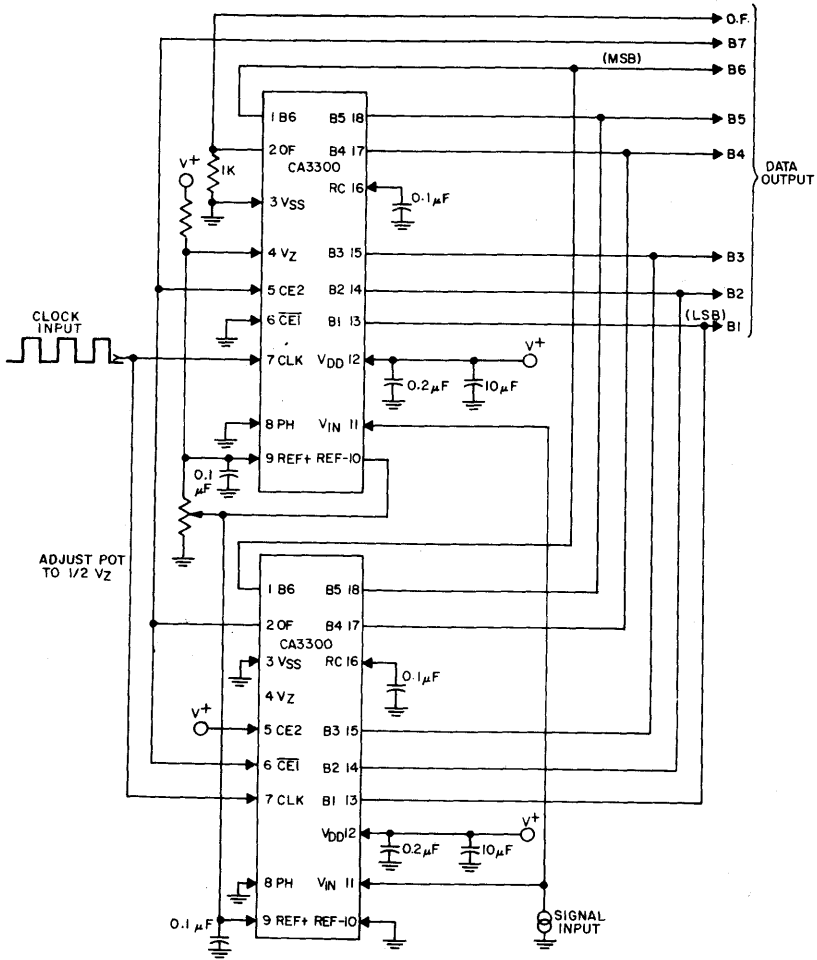 O.F.
B7
(MSB)
B6
B5
B4
DATA OUTPUT
B3
B2
(LSB)
B1
1 B6
B5 18
2 OF
B4 17
CA3300
V+
1K
RC 16
0.1µF
3 VSS
4 VZ
B3 15
5 CE2
B2 14
6 CE1
B1 13
CLOCK INPUT
7 CLK
VDD 12
V+
0.2µF
10µF
8 PH
VIN 11
9 REF+
REF-10
0.1 µF
ADJUST POT TO 1/2 VZ
1 B6
B5 18
2 OF
B4 17
CA3300
3 VSS
RC 16
0.1µF
4 VZ
V+
5 CE2
B3 15
6 CE1
B2 14
7 CLK
B1 13
VDD 12
V+
0.2µF
10µF
8 PH
VIN 11
0.1µF
9 REF+
REF-10
SIGNAL INPUT